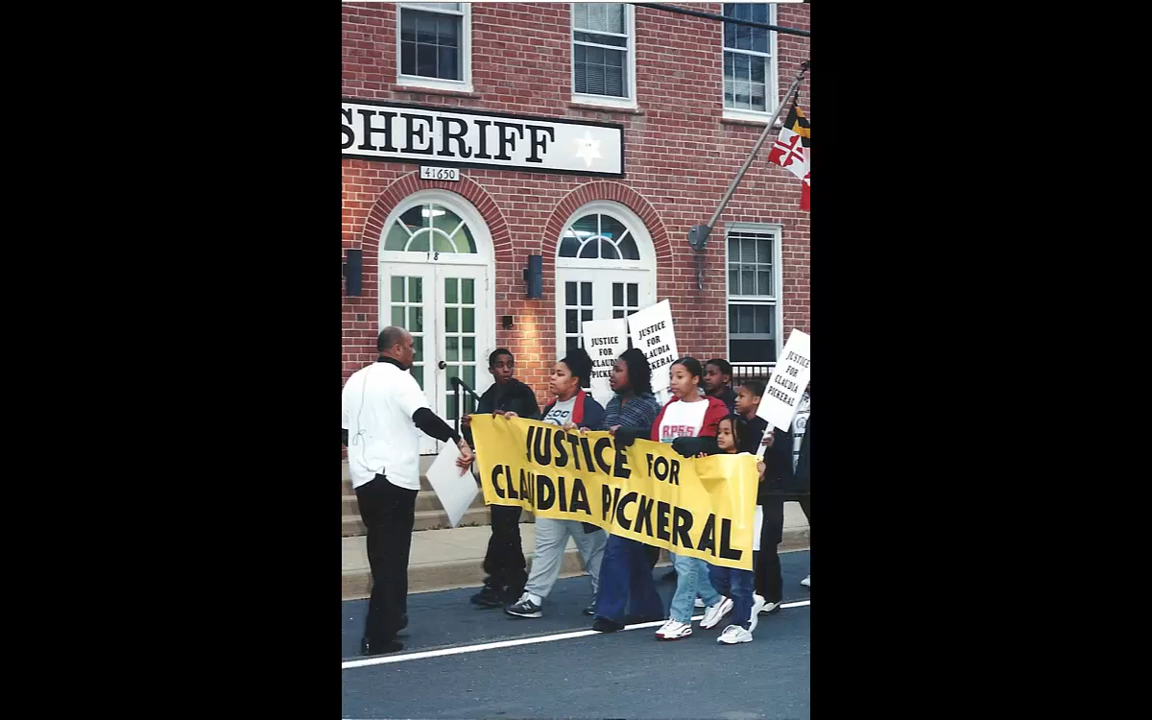 SHERIFF
41650
18
JUSTICE
FOR
CLAUDIA
JUSTICE
FOR
CLAUDIA
PICKERAL
JUSTICE
FOR
CLAUDIA
PICKERAL
JUSTICE FOR
CLAUDIA PICKERAL